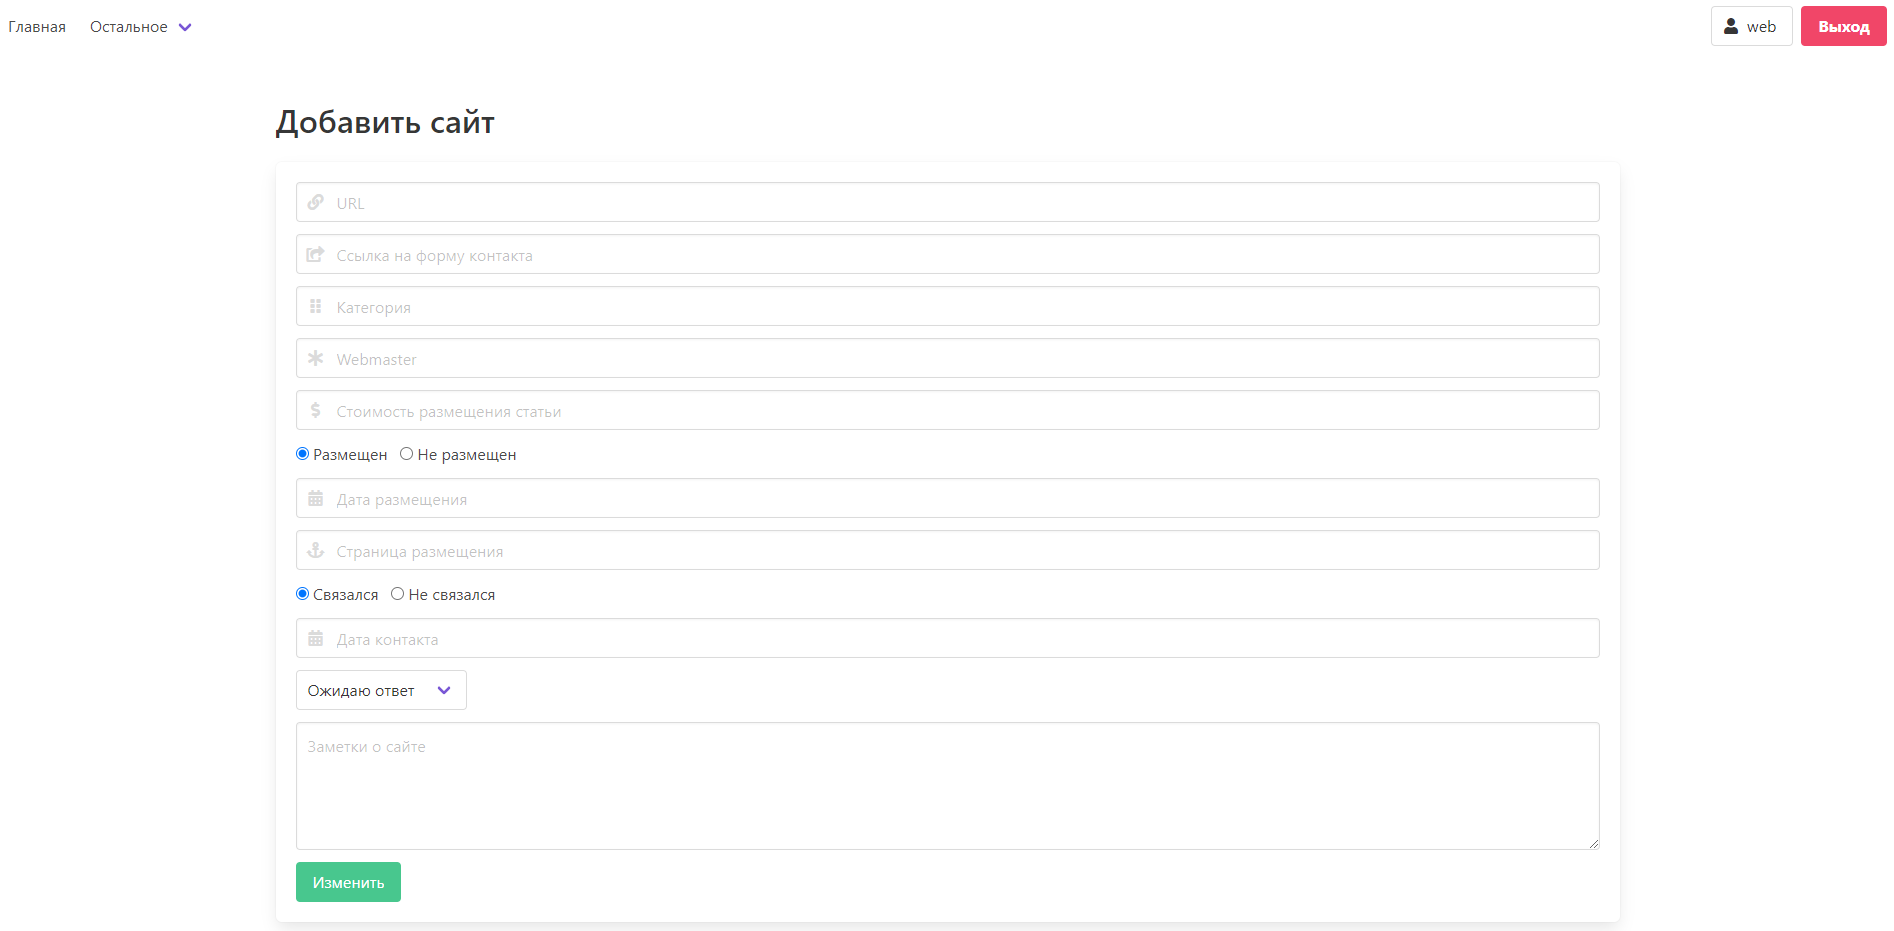 Главная Остальное web Выход
Добавить сайт
URL
Ссылка на форму контакта
Категория
Webmaster
Стоимость размещения статьи
Размещен Не размещен
Дата размещения
Страница размещения
Связался Не связался
Дата контакта
Ожидаю ответ
Заметки о сайте
Изменить